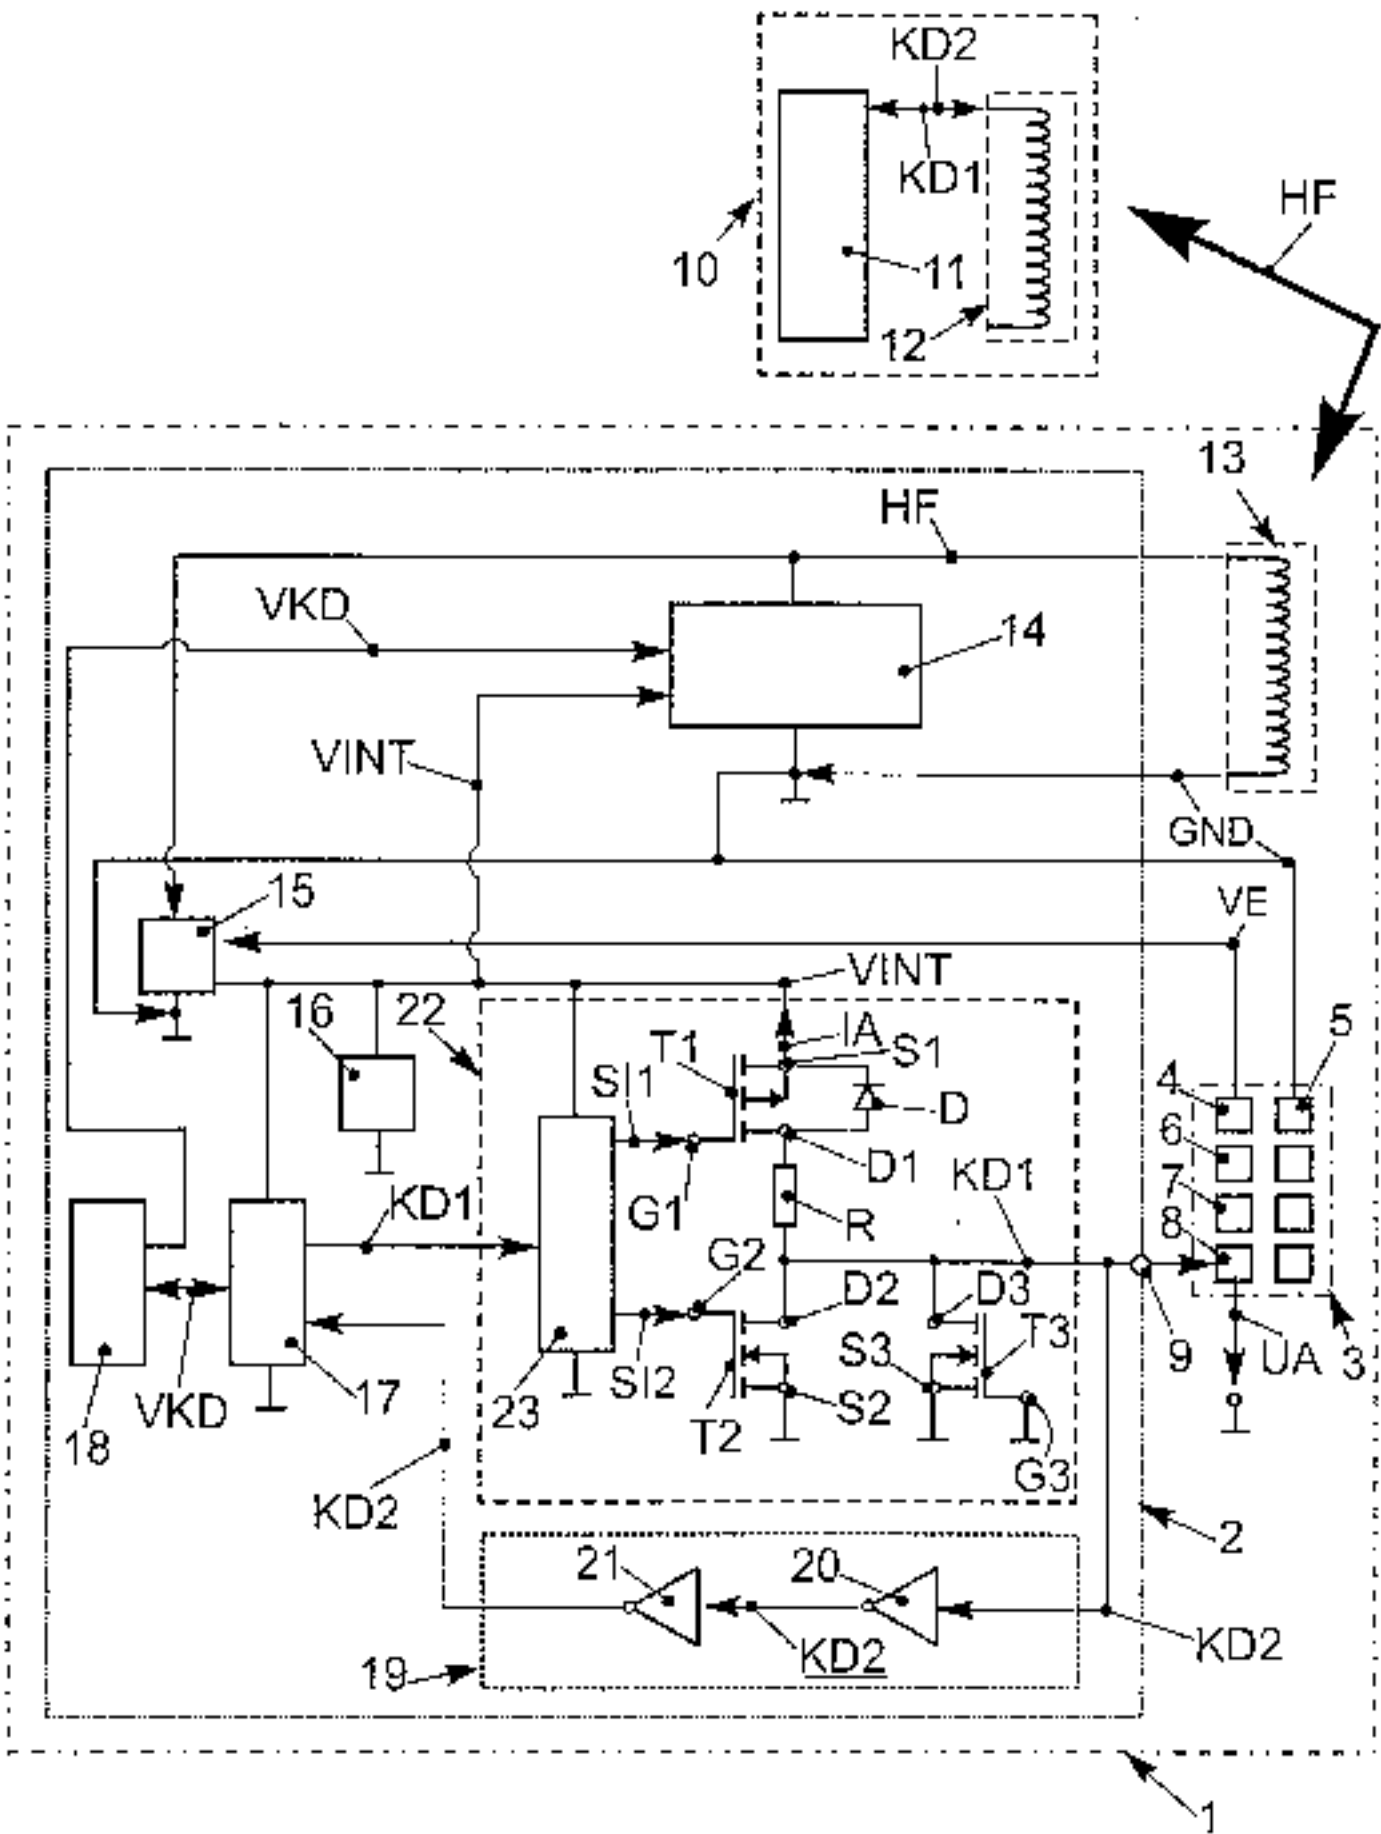 KD2
KD1
HF
10
11
12
13
HF
VKD
14
VINT
GND
15
VE
VINT
16
22
IA
5
T1
S1
SI1
4
D
6
D1
KD1
7
KD1
G1
R
8
G2
D2
D3
T3
S3
9
UA
3
VKD
17
23
SI2
T2
S2
18
G3
KD2
2
21
20
19
KD2
KD2
1